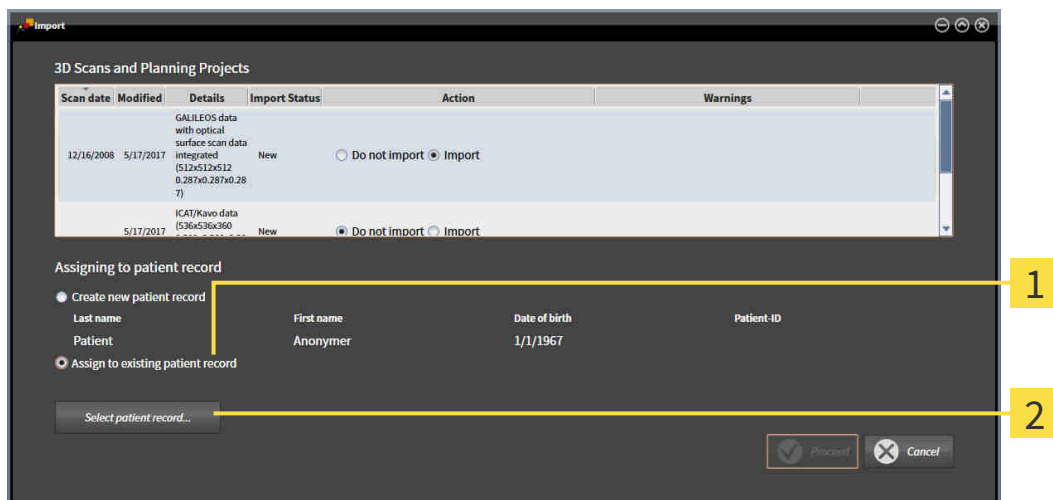 Import
3D Scans and Planning Projects
Scan date Modified Details Import Status Action Warnings
GALILEOS data
with optical
surface scan data
12/16/2008 5/17/2017 integrated New Do not import Import
(512x512x512
0.287x0.287x0.28
7)
ICAT/Kavo data
5/17/2017 (536x536x360 New Do not import Import
Assigning to patient record
1
Create new patient record
Last name First name Date of birth Patient-ID
Patient Anonymer 1/1/1967
Assign to existing patient record
Select patient record...
2
Proceed Cancel